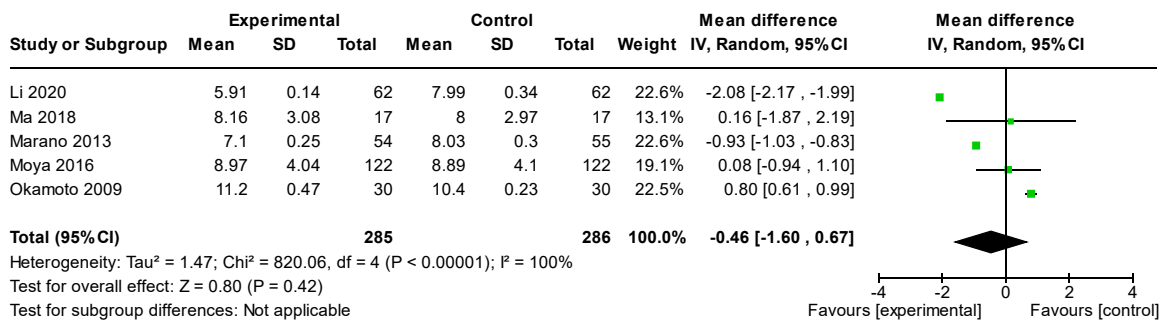 Experimental Control Mean difference Mean difference
Study or Subgroup Mean SD Total Mean SD Total Weight IV, Random, 95%CI IV, Random, 95%CI
Li 2020 5.91 0.14 62 7.99 0.34 62 22.6% -2.08 [-2.17 , -1.99]
Ma 2018 8.16 3.08 17 8 2.97 17 13.1% 0.16 [-1.87 , 2.19]
Marano 2013 7.1 0.25 54 8.03 0.3 55 22.6% -0.93 [-1.03 , -0.83]
Moya 2016 8.97 4.04 122 8.89 4.1 122 19.1% 0.08 [-0.94 , 1.10]
Okamoto 2009 11.2 0.47 30 10.4 0.23 30 22.5% 0.80 [0.61 , 0.99]
Total (95%CI) 285 286 100.0% -0.46 [-1.60 , 0.67]
Heterogeneity: Tau² = 1.47; Chi² = 820.06, df = 4 (P < 0.00001); I² = 100%
Test for overall effect: Z = 0.80 (P = 0.42)
Test for subgroup differences: Not applicable
-4 -2 0 2 4
Favours [experimental] Favours [control]